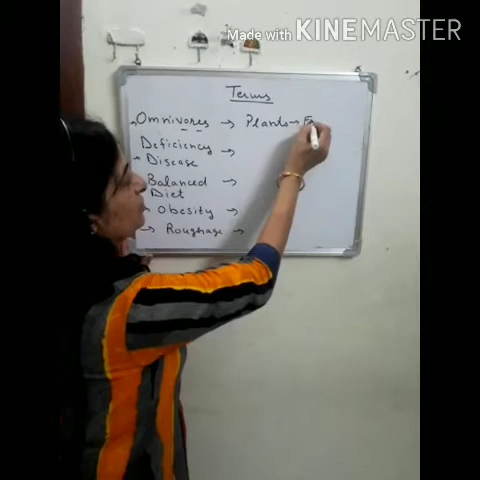 Made with KINEMASTER
Terms
Omnivores → Plants →
Deficiency →
Disease
Balanced →
Diet
Obesity →
→ Roughage →